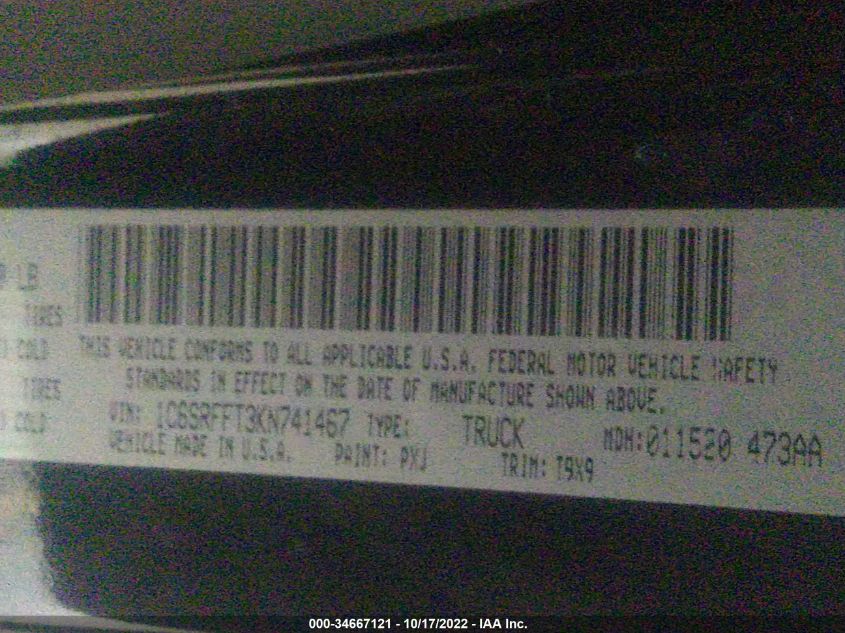 LB
TIRES
COLD
THIS VEHICLE CONFORMS TO ALL APPLICABLE U.S.A. FEDERAL MOTOR VEHICLE SAFETY
TIRES
STANDARDS IN EFFECT ON THE DATE OF MANUFACTURE SHOWN ABOVE.
COLD
VIN: 1C6SRFFT3KN741467 TYPE: TRUCK MDH:011520 473AA
VEHICLE MADE IN U.S.A. PAINT: PXJ TRIM: T9X9
000-34667121 - 10/17/2022 - IAA Inc.